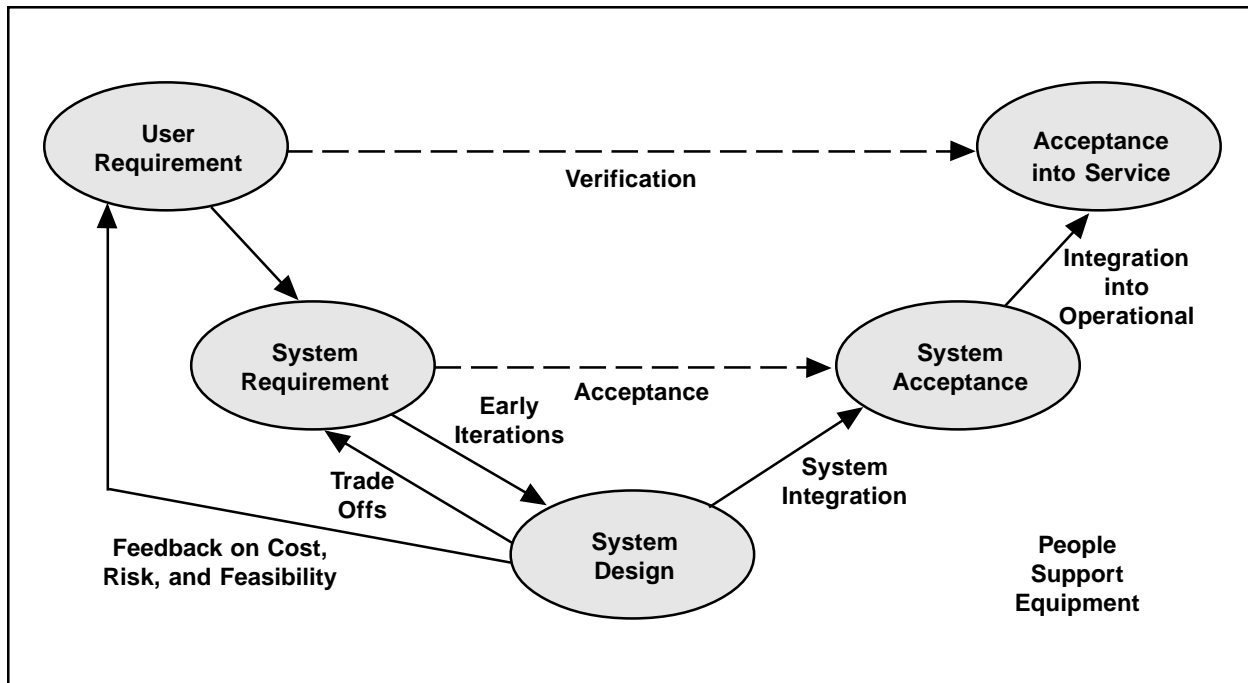 User
Requirement
Acceptance
into Service
Verification
Integration
into
Operational
System
Requirement
System
Acceptance
Acceptance
Early
Iterations
Trade
Offs
System
Integration
Feedback on Cost,
Risk, and Feasibility
System
Design
People
Support
Equipment